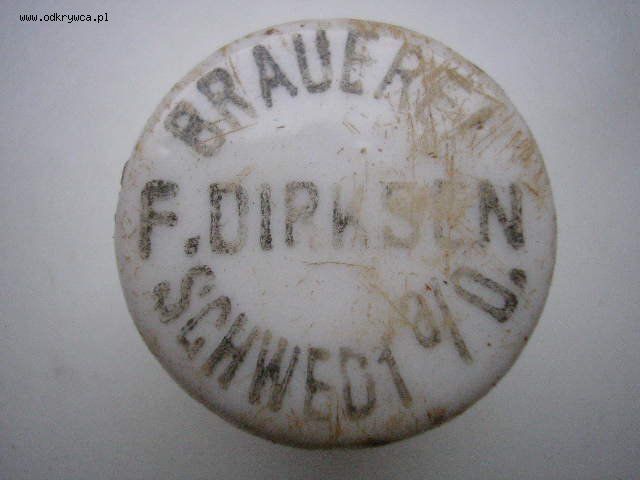 www.odkrywca.pl
BRAUEREI
F. DIRKSEN
SCHWEDT a/O.